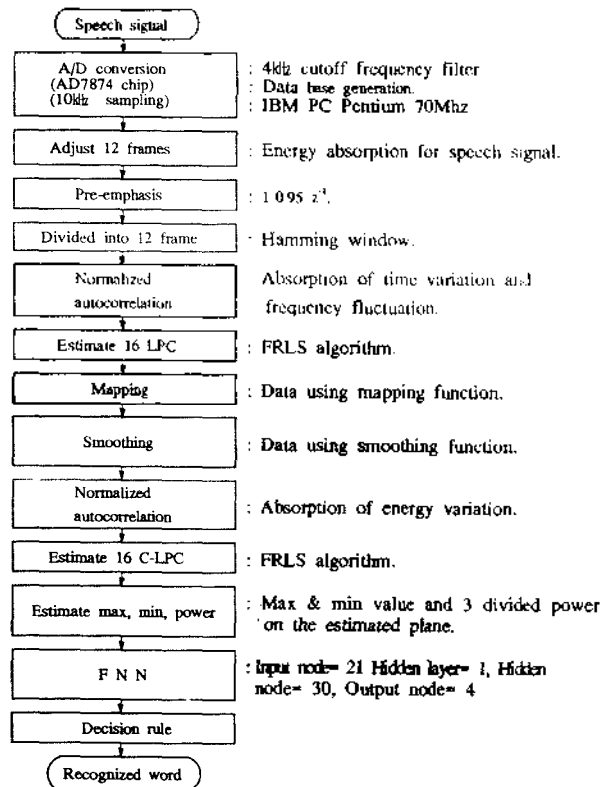 Speech signal
A/D conversion
(AD7874 chip)
(10kHz sampling)
: 4kHz cutoff frequency filter
: Data base generation.
: IBM PC Pentium 70Mhz
Adjust 12 frames
: Energy absorption for speech signal.
Pre-emphasis
: 1 095 z⁻¹.
Divided into 12 frame
· Hamming window.
Normalized
autocorrelation
Absorption of time variation and
frequency fluctuation.
Estimate 16 LPC
: FRLS algorithm.
Mapping
: Data using mapping function.
Smoothing
: Data using smoothing function.
Normalized
autocorrelation
: Absorption of energy variation.
Estimate 16 C-LPC
: FRLS algorithm.
Estimate max, min, power
: Max & min value and 3 divided power
on the estimated plane.
F N N
: Input node= 21 Hidden layer= 1, Hidden
node= 30, Output node= 4
Decision rule
Recognized word